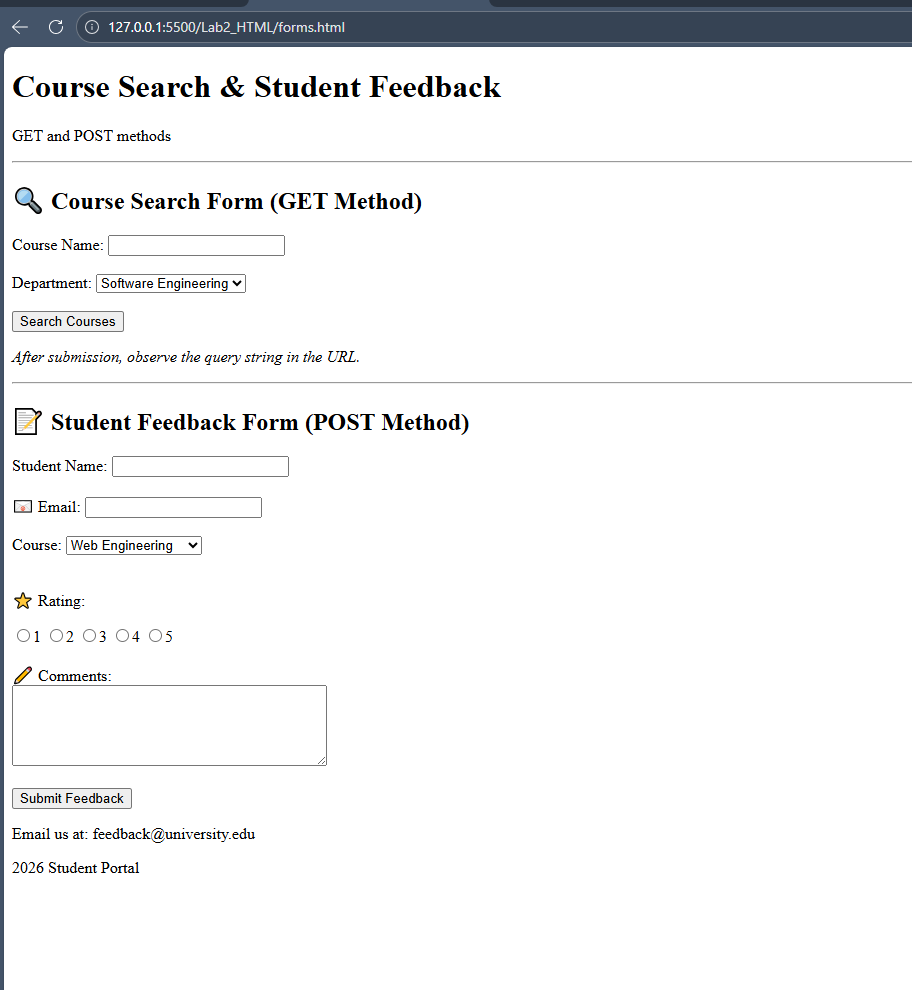 127.0.0.1:5500/Lab2_HTML/forms.html
Course Search & Student Feedback
GET and POST methods
🔍 Course Search Form (GET Method)
Course Name:
Department: Software Engineering
Search Courses
After submission, observe the query string in the URL.
📝 Student Feedback Form (POST Method)
Student Name:
📧 Email:
Course: Web Engineering
⭐ Rating:
1 2 3 4 5
✏️ Comments:
Submit Feedback
Email us at: feedback@university.edu
2026 Student Portal